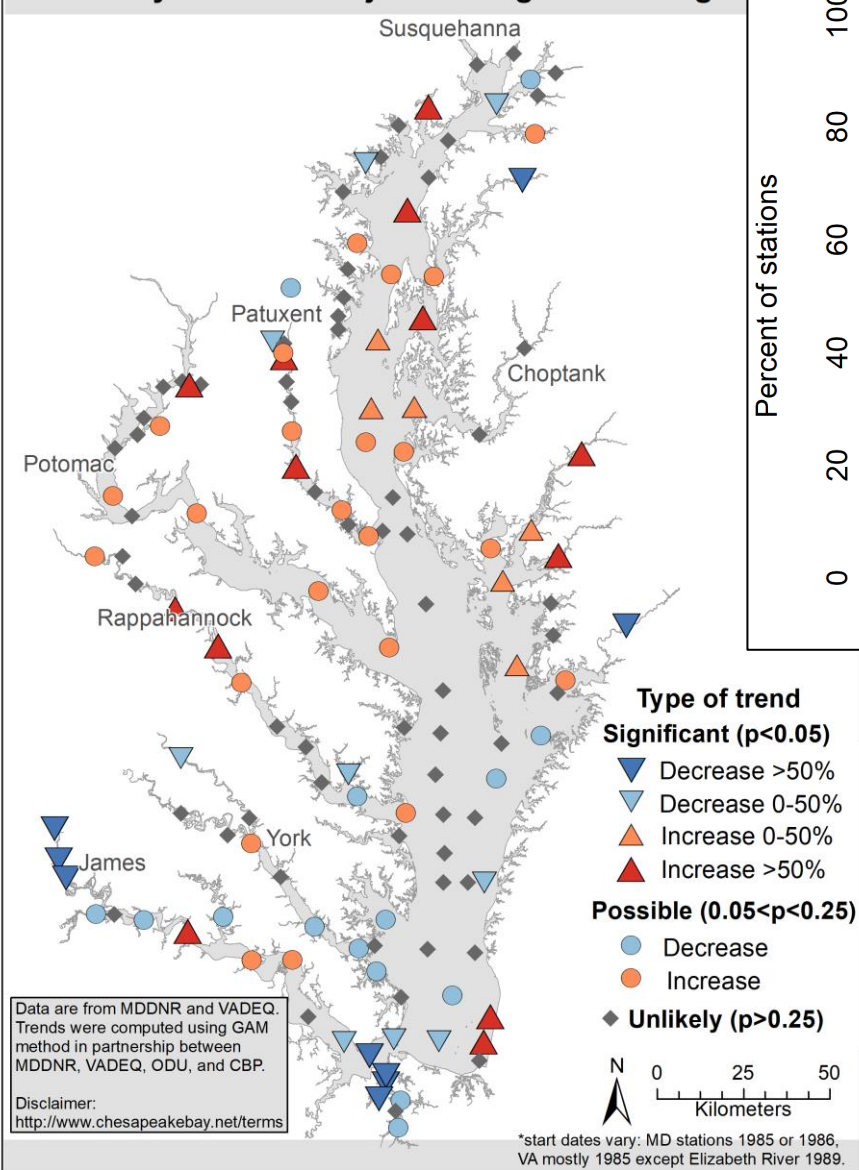 Susquehanna
Patuxent
Choptank
Potomac
Rappahannock
York
James
Percent of stations
100
80
60
40
20
0
Type of trend
Significant (p<0.05)
Decrease >50%
Decrease 0-50%
Increase 0-50%
Increase >50%
Possible (0.05<p<0.25)
Decrease
Increase
Unlikely (p>0.25)
N
0 25 50
Kilometers
Data are from MDDNR and VADEQ.
Trends were computed using GAM
method in partnership between
MDDNR, VADEQ, ODU, and CBP.
Disclaimer:
http://www.chesapeakebay.net/terms
*start dates vary: MD stations 1985 or 1986,
VA mostly 1985 except Elizabeth River 1989.